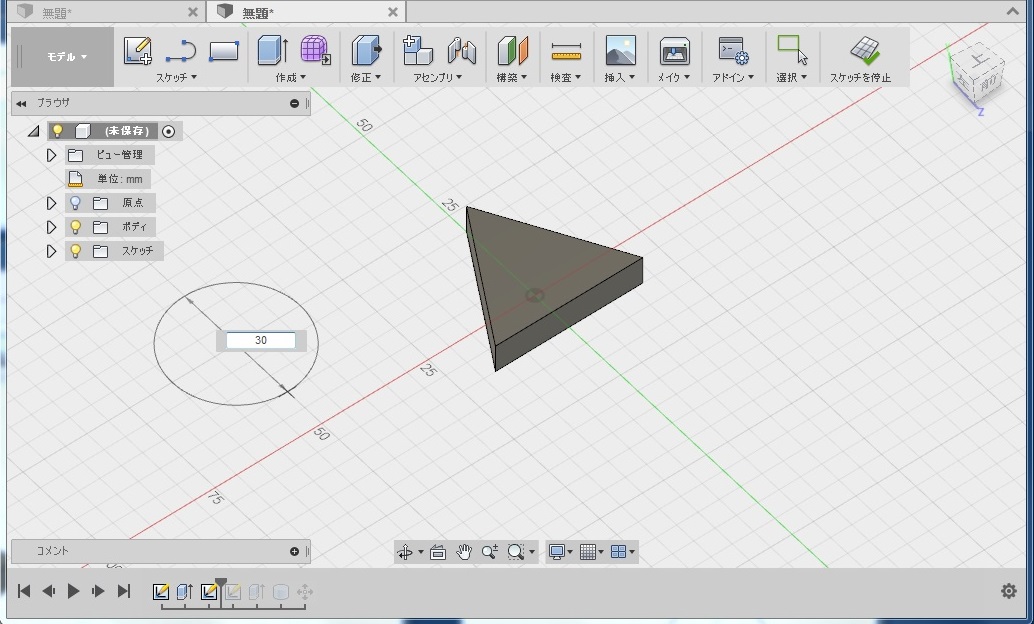 無題*
無題*
モデル
スケッチ
作成
修正
アセンブリ
構築
検査
挿入
メイク
アドイン
選択
スケッチを停止
ブラウザ
(未保存)
ビュー管理
単位: mm
原点
ボディ
スケッチ
50
25
30
25
50
75
上
Z
コメント